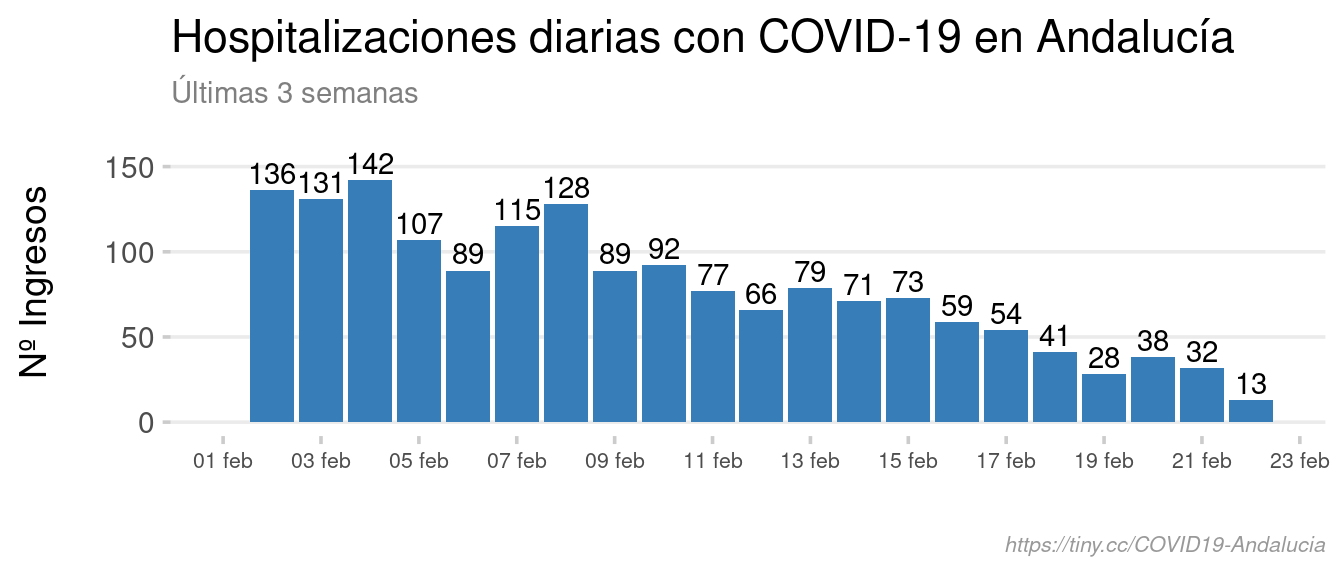 Hospitalizaciones diarias con COVID-19 en Andalucía
Últimas 3 semanas
Nº Ingresos
150
100
50
0
136
131
142
107
89
115
128
89
92
77
66
79
71
73
59
54
41
28
38
32
13
01 feb
03 feb
05 feb
07 feb
09 feb
11 feb
13 feb
15 feb
17 feb
19 feb
21 feb
23 feb
https://tiny.cc/COVID19-Andalucia